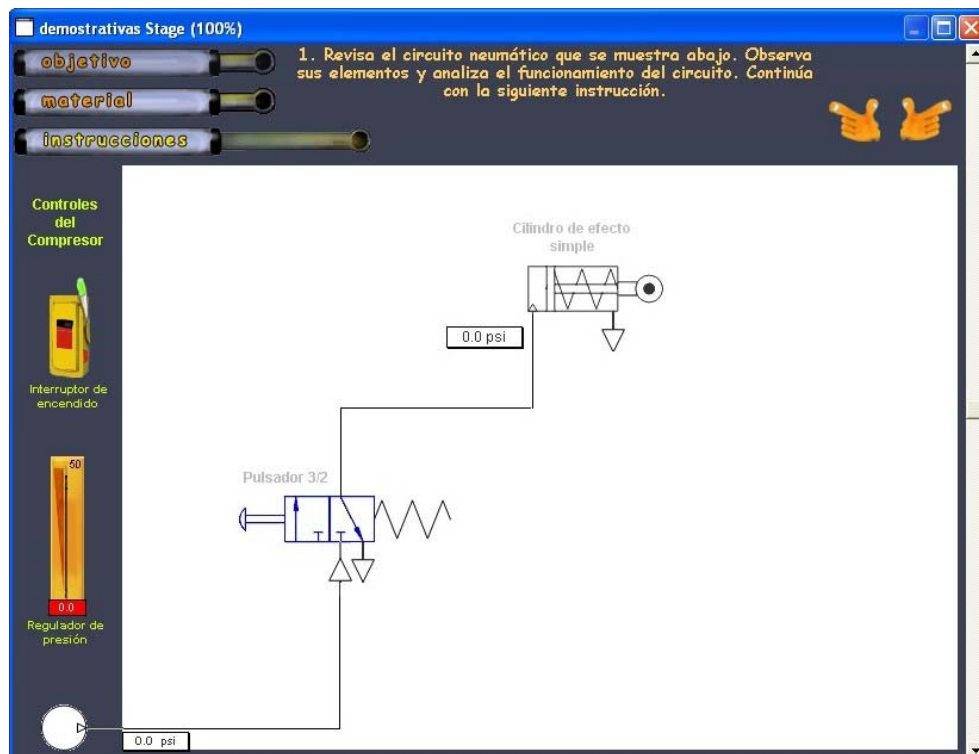 demostrativas Stage (100%)
objetivo
material
instrucciones
1. Revisa el circuito neumático que se muestra abajo. Observa
sus elementos y analiza el funcionamiento del circuito. Continúa
con la siguiente instrucción.
Controles
del
Compresor
Interruptor de
encendido
50
0.0
Regulador de
presión
Cilindro de efecto
simple
0.0 psi
Pulsador 3/2
0.0 psi